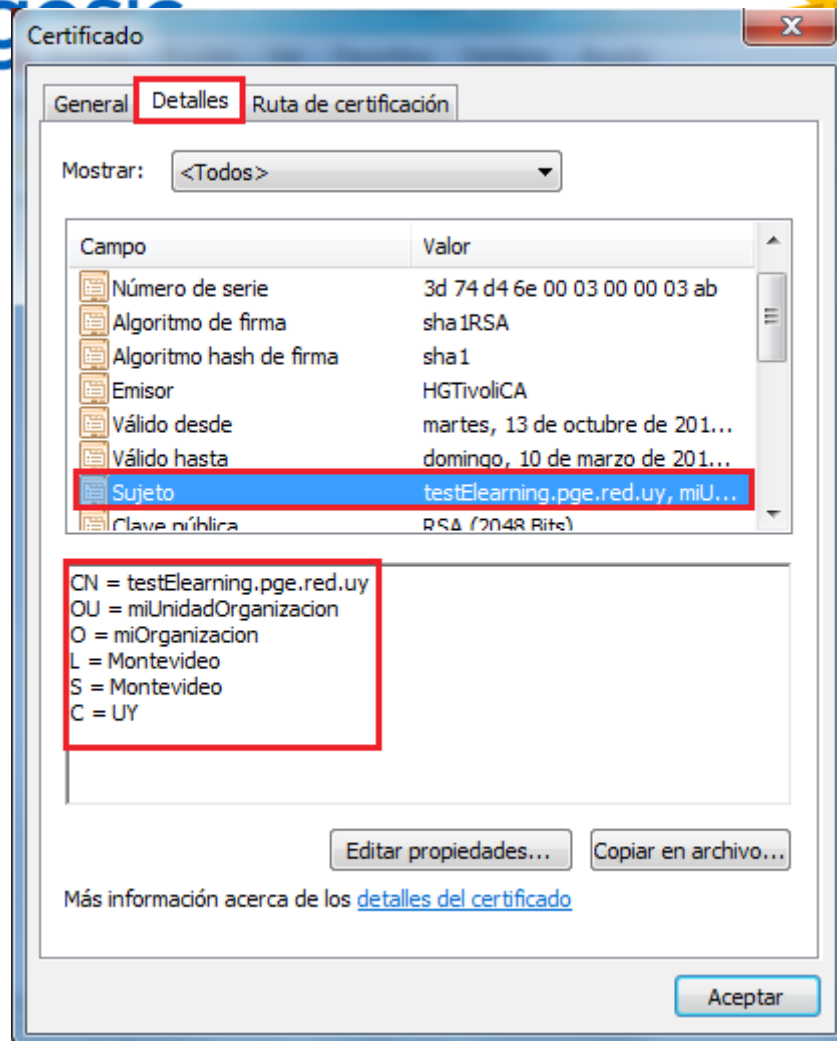 Certificado
General Detalles Ruta de certificación
Mostrar: <Todos>
Campo Valor
Número de serie 3d 74 d4 6e 00 03 00 00 03 ab
Algoritmo de firma sha1RSA
Algoritmo hash de firma sha1
Emisor HGTivoliCA
Válido desde martes, 13 de octubre de 201...
Válido hasta domingo, 10 de marzo de 201...
Sujeto testElearning.pge.red.uy, miU...
Clave pública RSA (2048 Bits)
CN = testElearning.pge.red.uy
OU = miUnidadOrganizacion
O = miOrganizacion
L = Montevideo
S = Montevideo
C = UY
Editar propiedades... Copiar en archivo...
Más información acerca de los detalles del certificado
Aceptar